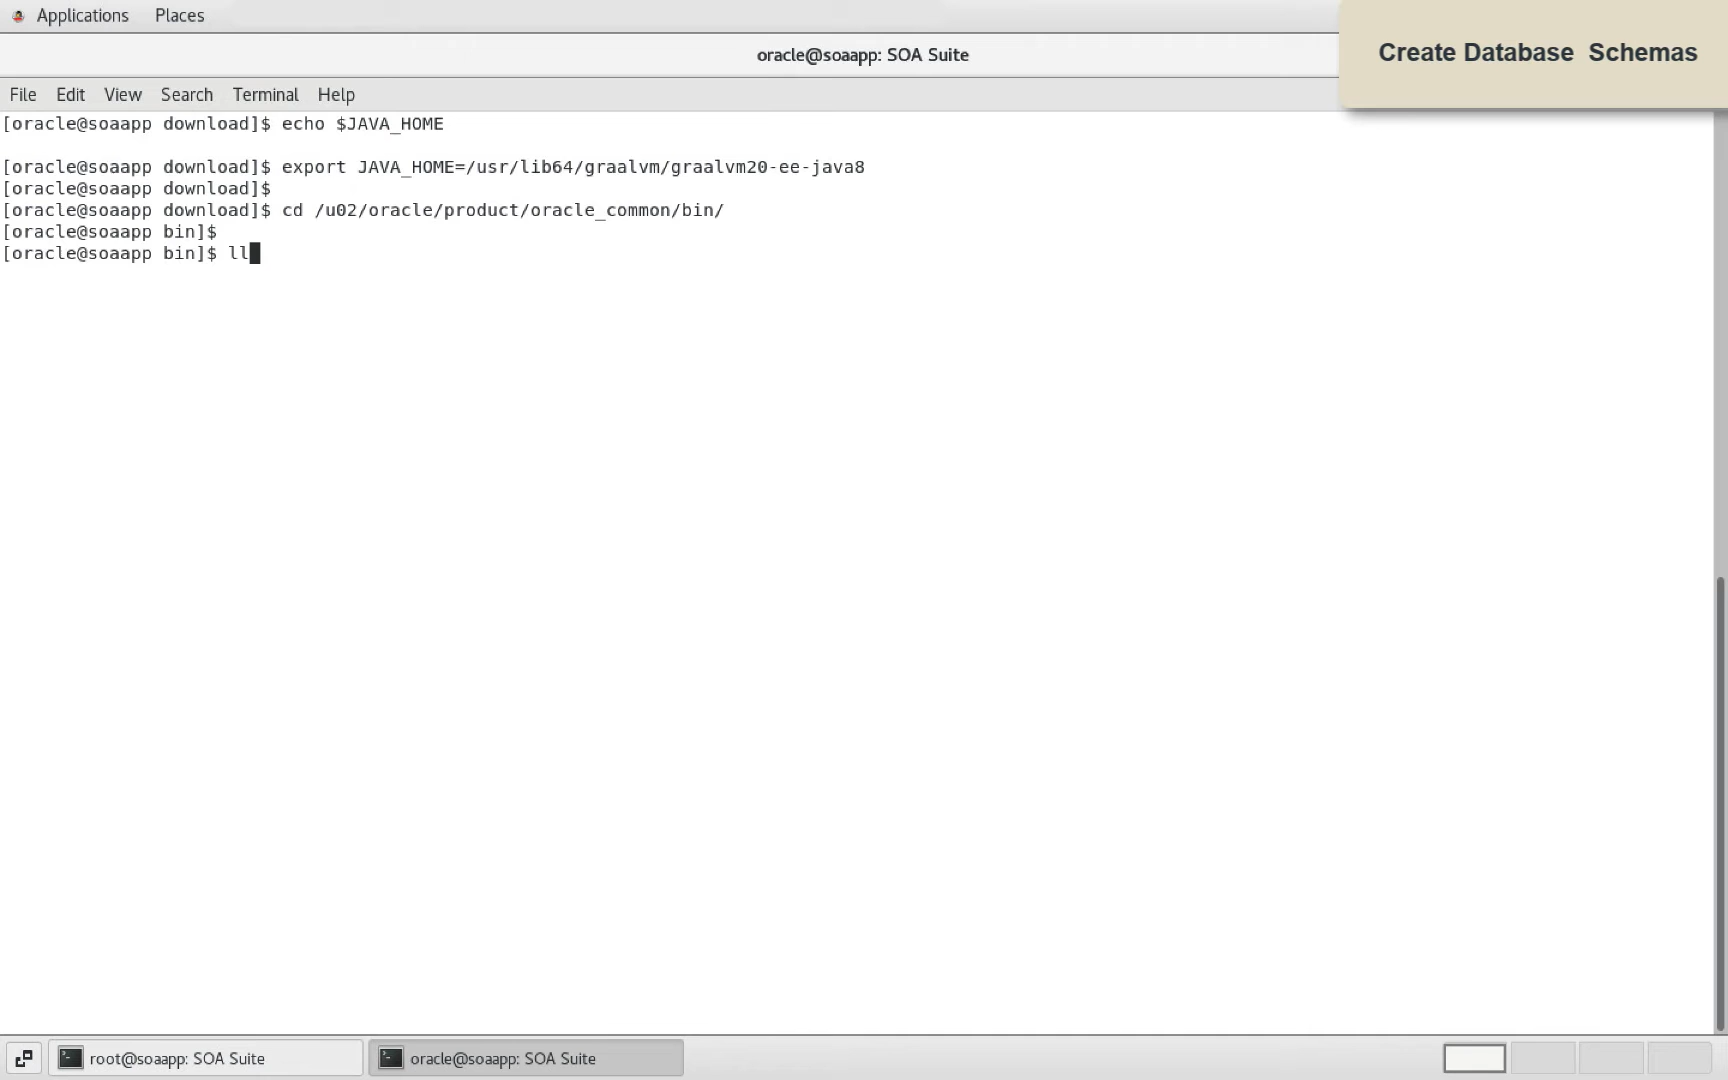 Applications Places
Create Database Schemas
oracle@soaapp: SOA Suite
File Edit View Search Terminal Help
[oracle@soaapp download]$ echo $JAVA_HOME
[oracle@soaapp download]$ export JAVA_HOME=/usr/lib64/graalvm/graalvm20-ee-java8
[oracle@soaapp download]$
[oracle@soaapp download]$ cd /u02/oracle/product/oracle_common/bin/
[oracle@soaapp bin]$
[oracle@soaapp bin]$ ll
root@soaapp: SOA Suite oracle@soaapp: SOA Suite